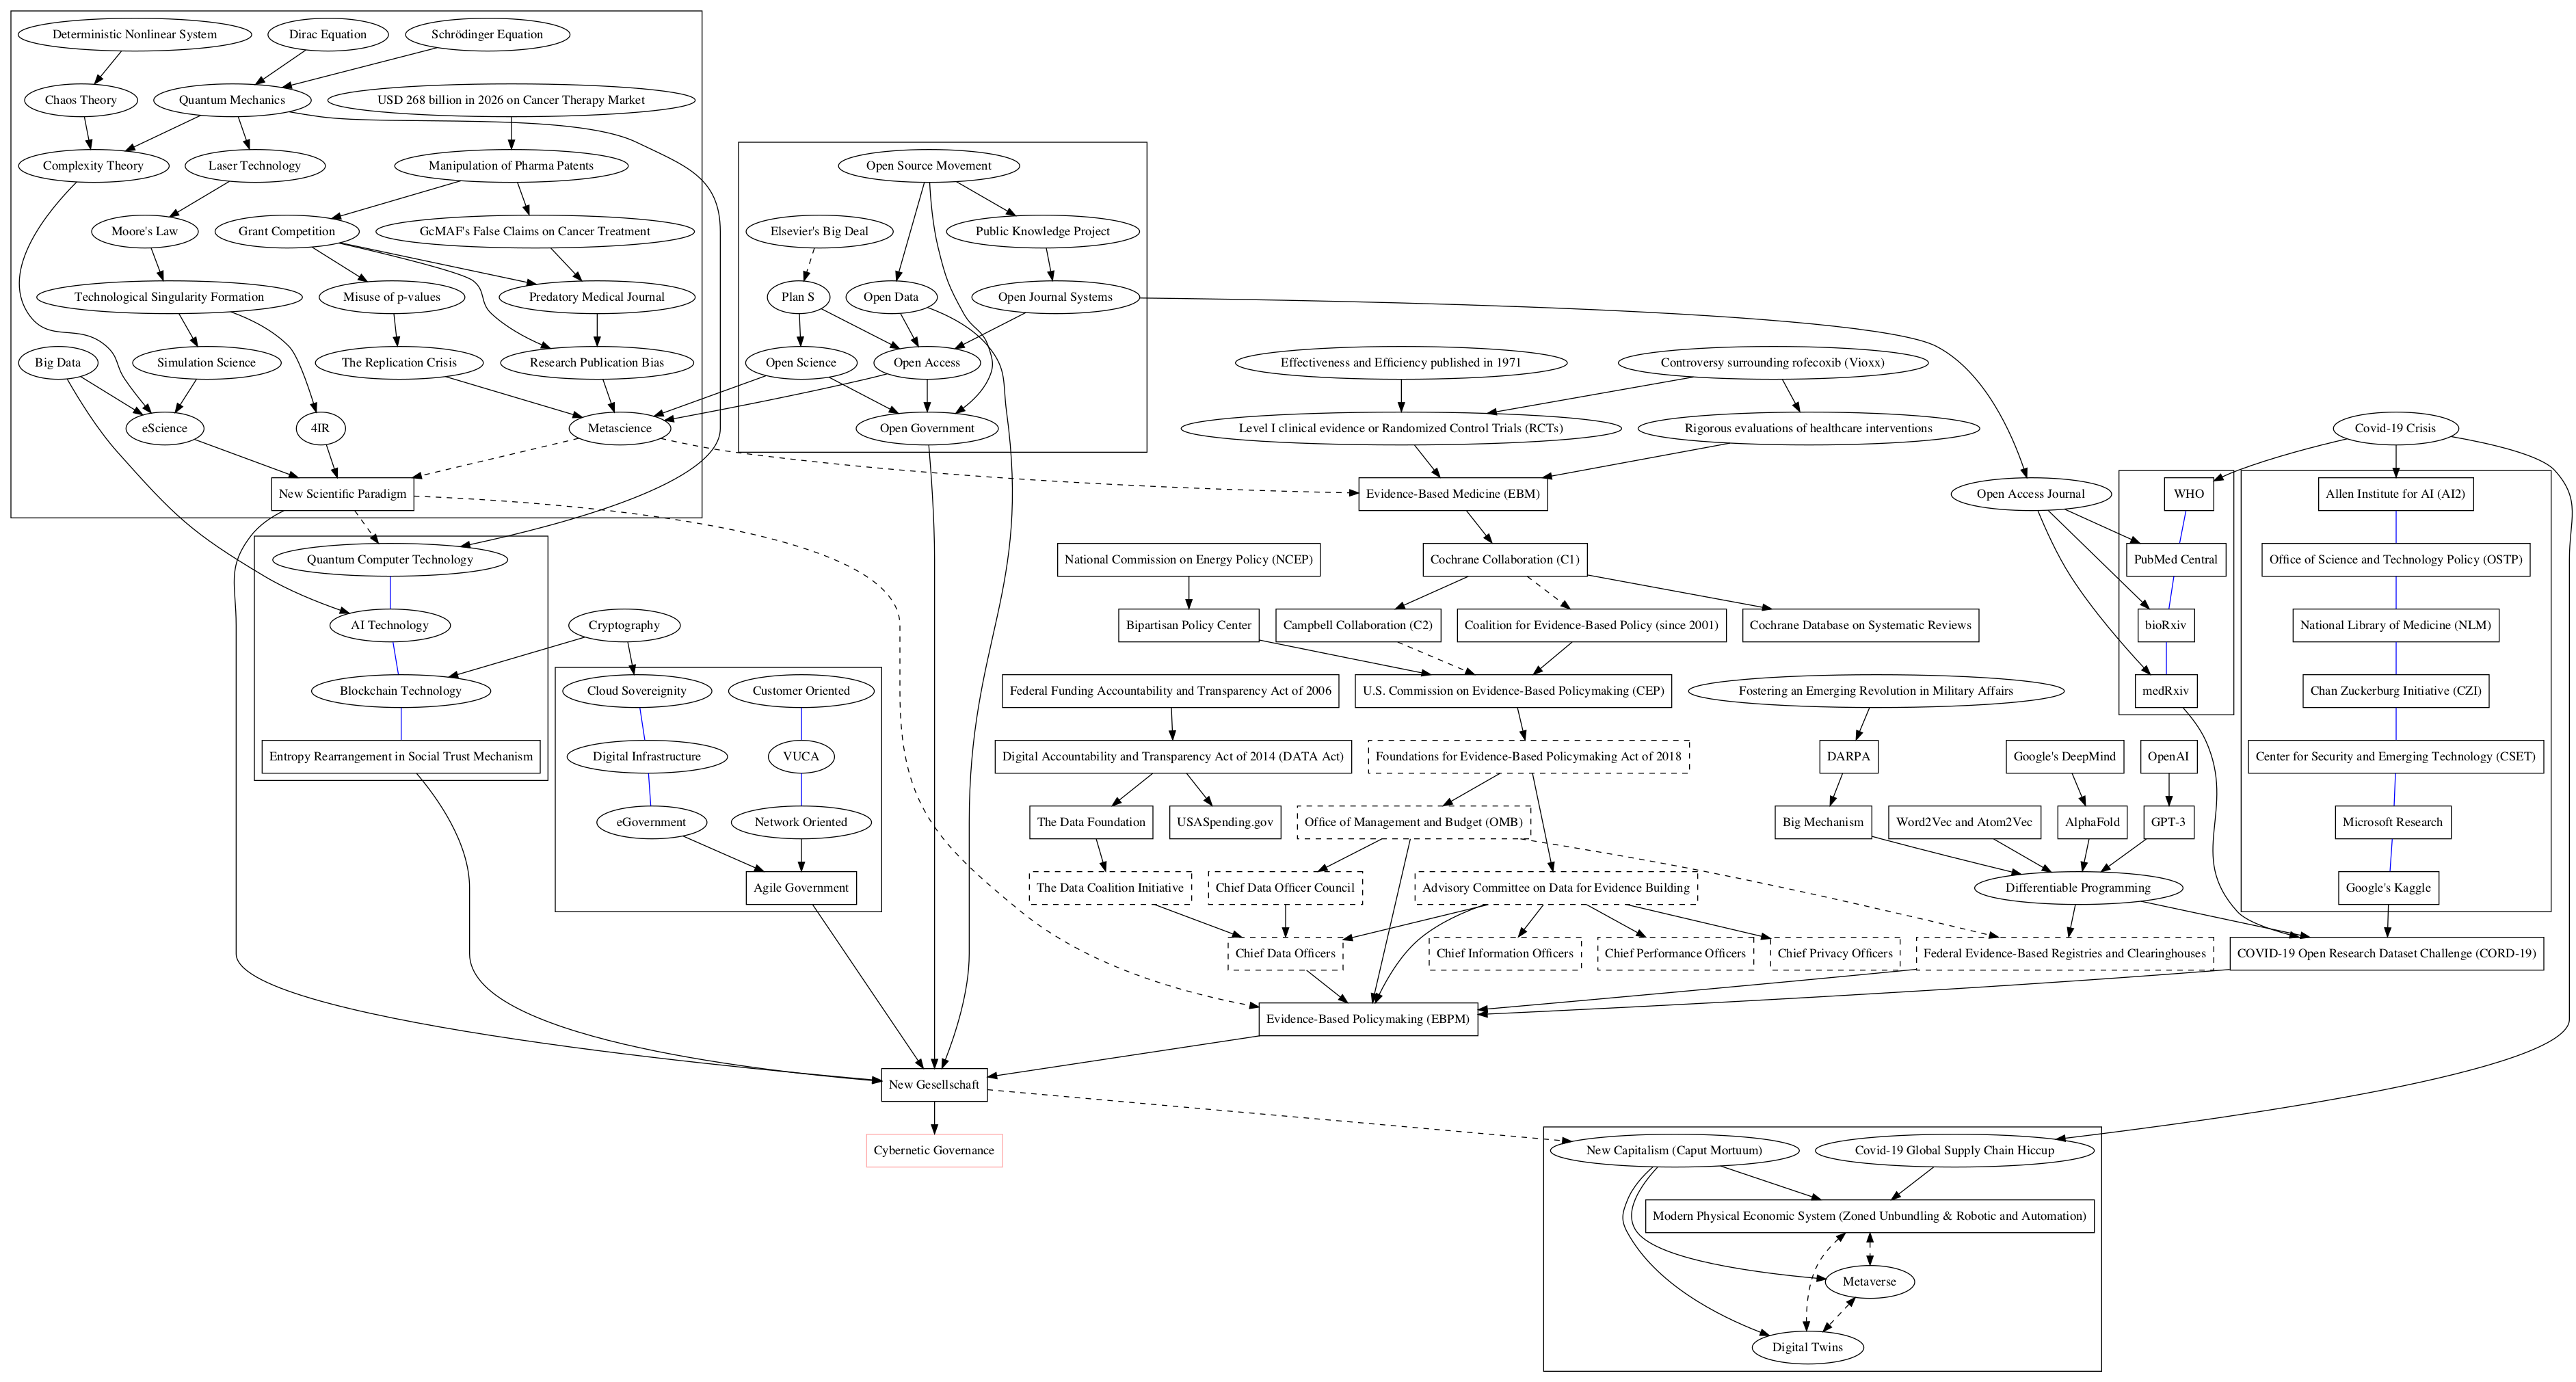 Deterministic Nonlinear System
Dirac Equation
Schrödinger Equation
Chaos Theory
Quantum Mechanics
USD 268 billion in 2026 on Cancer Therapy Market
Complexity Theory
Laser Technology
Manipulation of Pharma Patents
Open Source Movement
Moore's Law
Grant Competition
GcMAF's False Claims on Cancer Treatment
Elsevier's Big Deal
Public Knowledge Project
Technological Singularity Formation
Misuse of p-values
Predatory Medical Journal
Plan S
Open Data
Open Journal Systems
Big Data
Simulation Science
The Replication Crisis
Research Publication Bias
Open Science
Open Access
Effectiveness and Efficiency published in 1971
Controversy surrounding rofecoxib (Vioxx)
eScience
4IR
Metascience
Open Government
Level I clinical evidence or Randomized Control Trials (RCTs)
Rigorous evaluations of healthcare interventions
Covid-19 Crisis
New Scientific Paradigm
Evidence-Based Medicine (EBM)
Open Access Journal
WHO
Allen Institute for AI (AI2)
Quantum Computer Technology
National Commission on Energy Policy (NCEP)
Cochrane Collaboration (C1)
PubMed Central
Office of Science and Technology Policy (OSTP)
AI Technology
Cryptography
Bipartisan Policy Center
Campbell Collaboration (C2)
Coalition for Evidence-Based Policy (since 2001)
Cochrane Database on Systematic Reviews
bioRxiv
National Library of Medicine (NLM)
Blockchain Technology
Cloud Sovereignity
Customer Oriented
Federal Funding Accountability and Transparency Act of 2006
U.S. Commission on Evidence-Based Policymaking (CEP)
Fostering an Emerging Revolution in Military Affairs
medRxiv
Chan Zuckerburg Initiative (CZI)
Entropy Rearrangement in Social Trust Mechanism
Digital Infrastructure
VUCA
Digital Accountability and Transparency Act of 2014 (DATA Act)
Foundations for Evidence-Based Policymaking Act of 2018
DARPA
Google's DeepMind
OpenAI
Center for Security and Emerging Technology (CSET)
eGovernment
Network Oriented
The Data Foundation
USASpending.gov
Office of Management and Budget (OMB)
Big Mechanism
Word2Vec and Atom2Vec
AlphaFold
GPT-3
Microsoft Research
Agile Government
The Data Coalition Initiative
Chief Data Officer Council
Advisory Committee on Data for Evidence Building
Differentiable Programming
Google's Kaggle
Chief Data Officers
Chief Information Officers
Chief Performance Officers
Chief Privacy Officers
Federal Evidence-Based Registries and Clearinghouses
COVID-19 Open Research Dataset Challenge (CORD-19)
Evidence-Based Policymaking (EBPM)
New Gesellschaft
Cybernetic Governance
New Capitalism (Caput Mortuum)
Covid-19 Global Supply Chain Hiccup
Modern Physical Economic System (Zoned Unbundling & Robotic and Automation)
Metaverse
Digital Twins